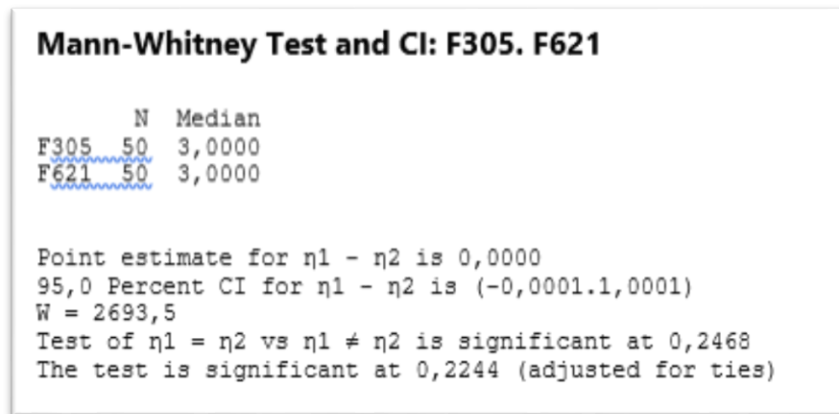 Mann-Whitney Test and CI: F305. F621
N Median
F305 50 3,0000
F621 50 3,0000
Point estimate for η1 - η2 is 0,0000
95,0 Percent CI for η1 - η2 is (-0,0001.1,0001)
W = 2693,5
Test of η1 = η2 vs η1 ≠ η2 is significant at 0,2468
The test is significant at 0,2244 (adjusted for ties)